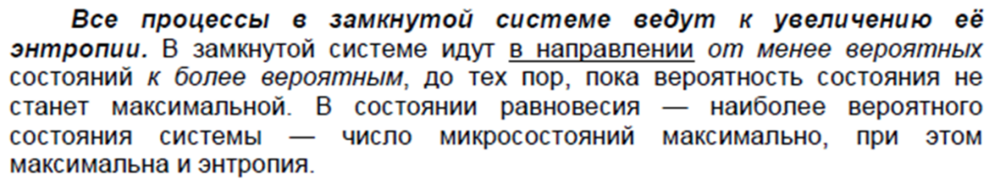 Все процессы в замкнутой системе ведут к увеличению её
энтропии. В замкнутой системе идут в направлении от менее вероятных
состояний к более вероятным, до тех пор, пока вероятность состояния не
станет максимальной. В состоянии равновесия — наиболее вероятного
состояния системы — число микросостояний максимально, при этом
максимальна и энтропия.